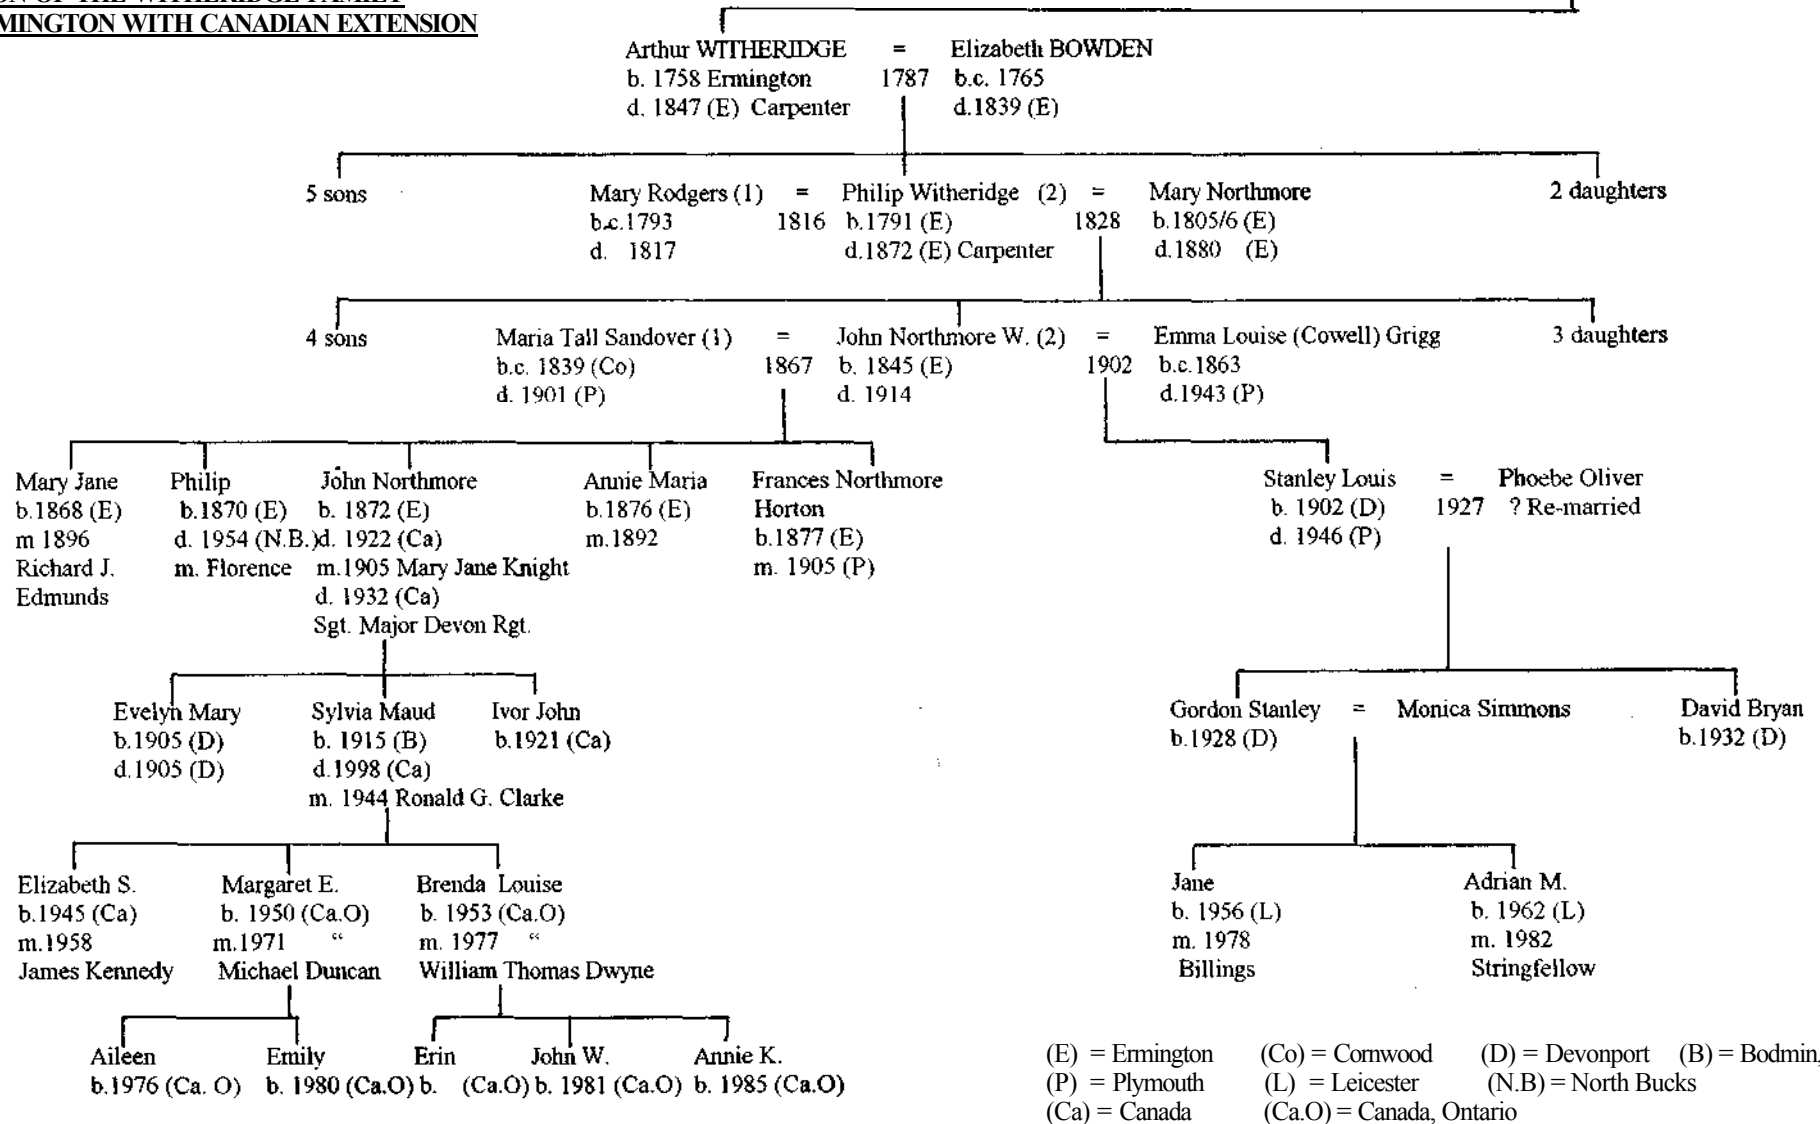 OF THE WITHERIDGE FAMILY
MINGTON WITH CANADIAN EXTENSION
Arthur WITHERIDGE = Elizabeth BOWDEN
b. 1758 Ermington 1787 b.c. 1765
d. 1847 (E) Carpenter d.1839 (E)
5 sons Mary Rodgers (1) = Philip Witheridge (2) = Mary Northmore 2 daughters
b.c.1793 1816 b.1791 (E) 1828 b.1805/6 (E)
d. 1817 d.1872 (E) Carpenter d.1880 (E)
4 sons Maria Tall Sandover (1) = John Northmore W. (2) = Emma Louise (Cowell) Grigg 3 daughters
b.c. 1839 (Co) 1867 b. 1845 (E) 1902 b.c.1863
d. 1901 (P) d. 1914 d.1943 (P)
Mary Jane Philip John Northmore Annie Maria Frances Northmore Stanley Louis = Phoebe Oliver
b.1868 (E) b.1870 (E) b. 1872 (E) b.1876 (E) Horton b. 1902 (D) 1927 ? Re-married
m 1896 d. 1954 (N.B.) d. 1922 (Ca) m.1892 b.1877 (E) d. 1946 (P)
Richard J. m. Florence m.1905 Mary Jane Knight m. 1905 (P)
Edmunds d. 1932 (Ca)
Sgt. Major Devon Rgt.
Evelyn Mary Sylvia Maud Ivor John Gordon Stanley = Monica Simmons David Bryan
b.1905 (D) b. 1915 (B) b.1921 (Ca) b.1928 (D) b.1932 (D)
d.1905 (D) d.1998 (Ca)
m. 1944 Ronald G. Clarke
Elizabeth S. Margaret E. Brenda Louise Jane Adrian M.
b.1945 (Ca) b. 1950 (Ca.O) b. 1953 (Ca.O) b. 1956 (L) b. 1962 (L)
m.1958 m.1971 “ m. 1977 “ m. 1978 m. 1982
James Kennedy Michael Duncan William Thomas Dwyne Billings Stringfellow
Aileen Emily Erin John W. Annie K.
b.1976 (Ca. O) b. 1980 (Ca.O) b. (Ca.O) b. 1981 (Ca.O) b. 1985 (Ca.O)
(E) = Ermington (Co) = Cornwood (D) = Devonport (B) = Bodmin,
(P) = Plymouth (L) = Leicester (N.B) = North Bucks
(Ca) = Canada (Ca.O) = Canada, Ontario